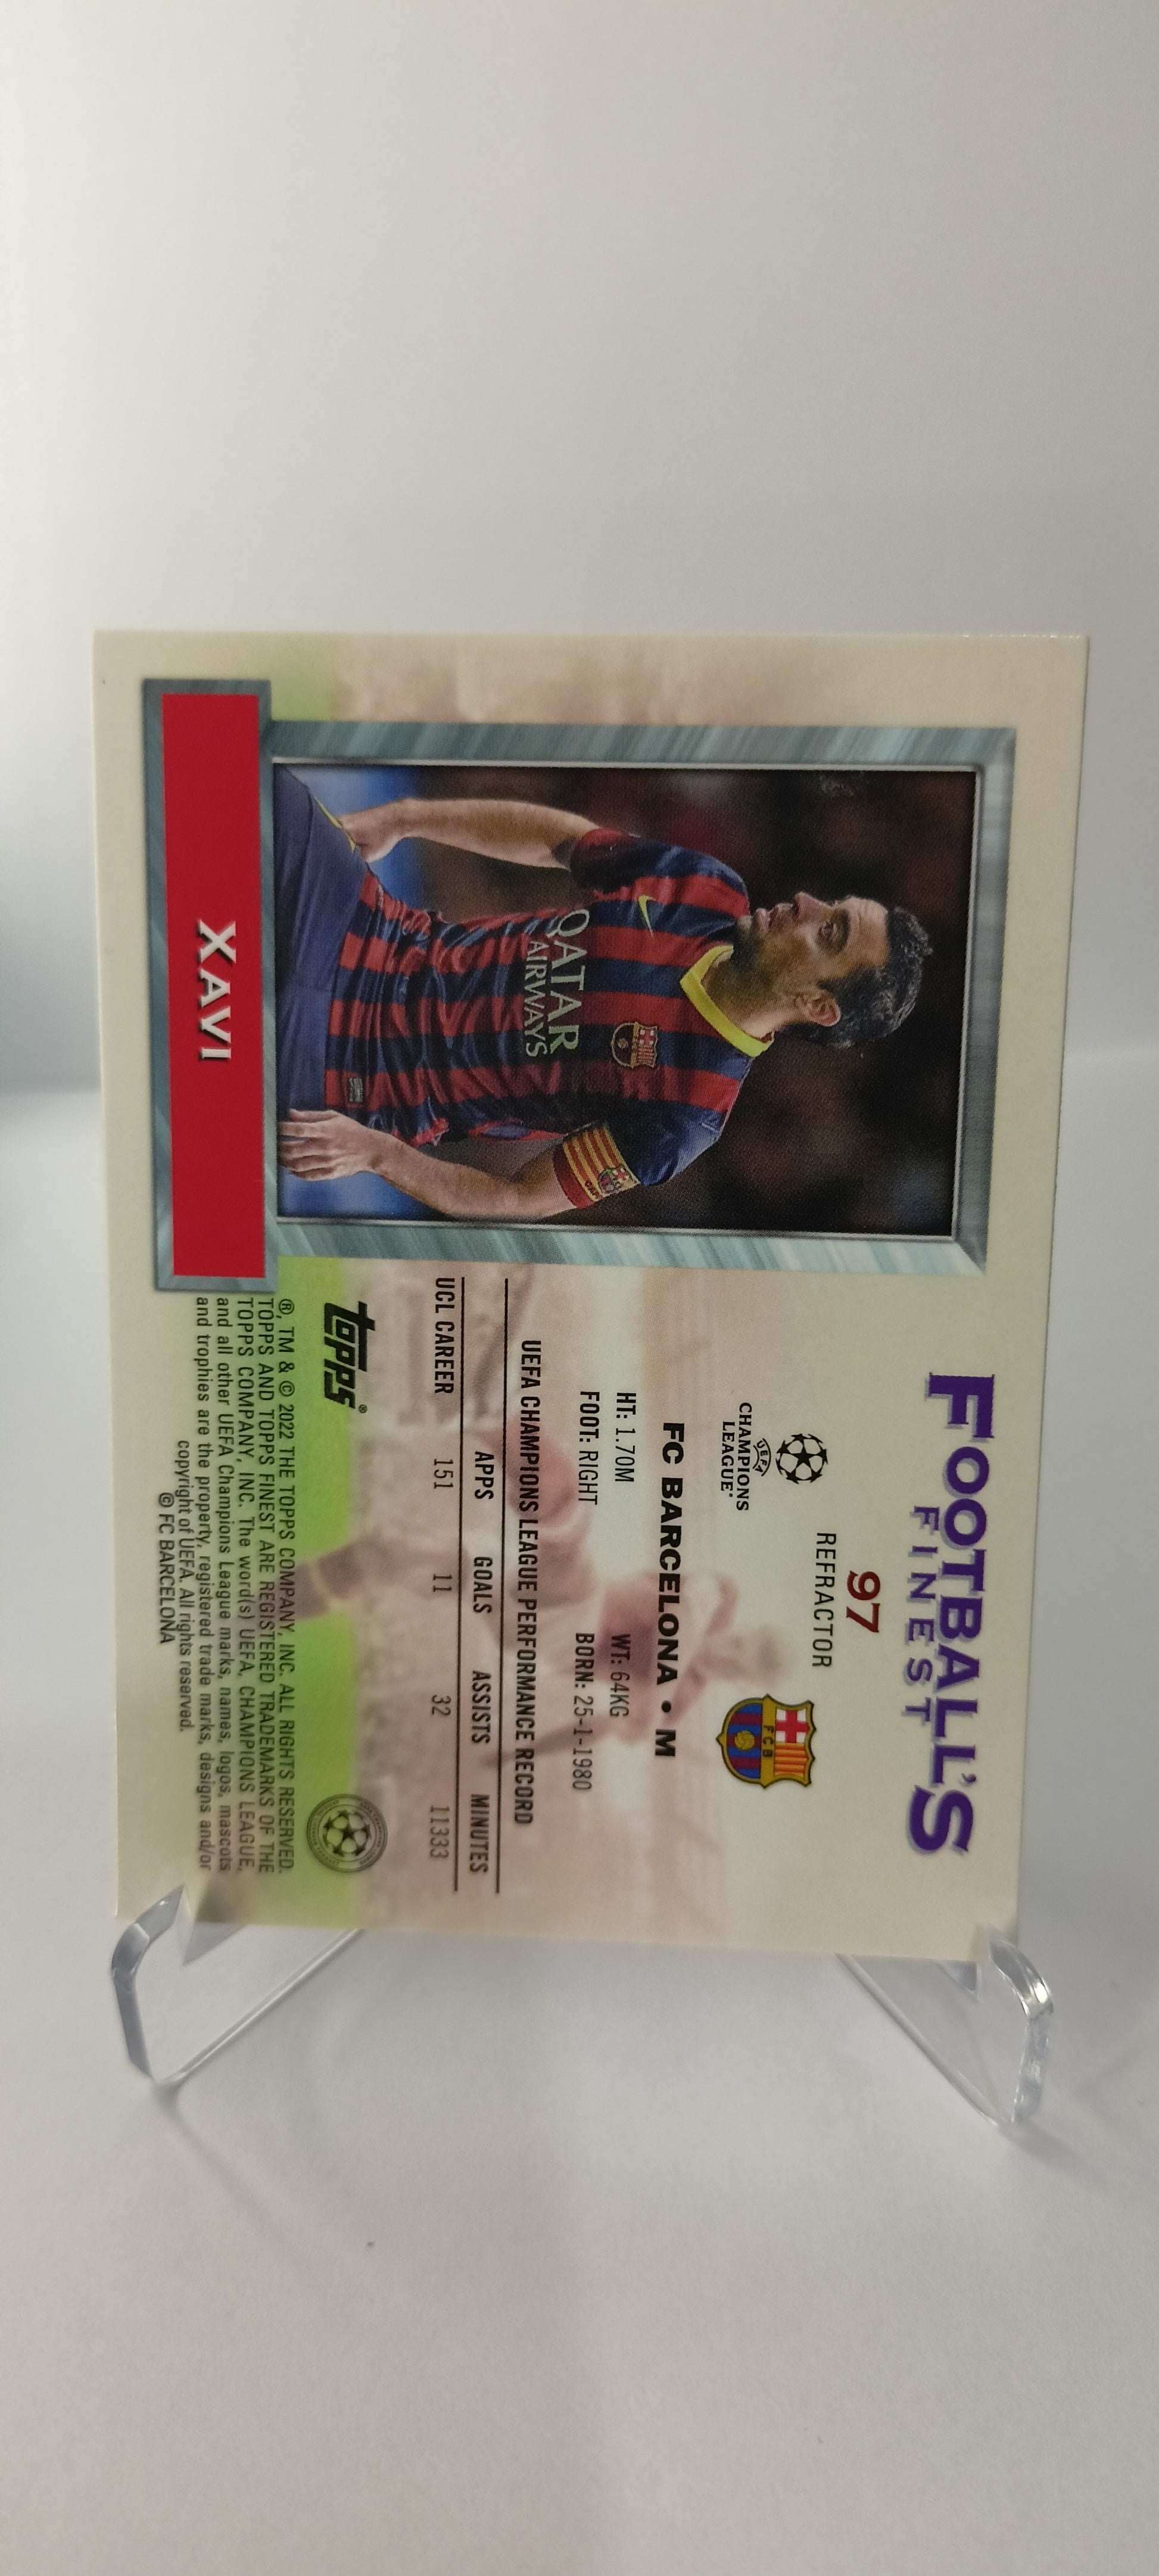 FOOTBALL'S
FINEST
97
REFRACTOR
UEFA
CHAMPIONS
LEAGUE®
FCB
FC BARCELONA • M
HT: 1.70M WT: 64KG
FOOT: RIGHT BORN: 25-1-1980
UEFA CHAMPIONS LEAGUE PERFORMANCE RECORD
APPS GOALS ASSISTS MINUTES
UCL CAREER 151 11 32 11333
QATAR
AIRWAYS
XAVI
topps®
®, TM & © 2022 THE TOPPS COMPANY, INC. ALL RIGHTS RESERVED.
TOPPS AND TOPPS FINEST ARE REGISTERED TRADEMARKS OF THE
TOPPS COMPANY, INC. The word(s) UEFA, CHAMPIONS LEAGUE,
and all other UEFA Champions League marks, names, logos, mascots
and trophies are the property, registered trade marks, designs and/or
copyright of UEFA. All rights reserved.
© FC BARCELONA